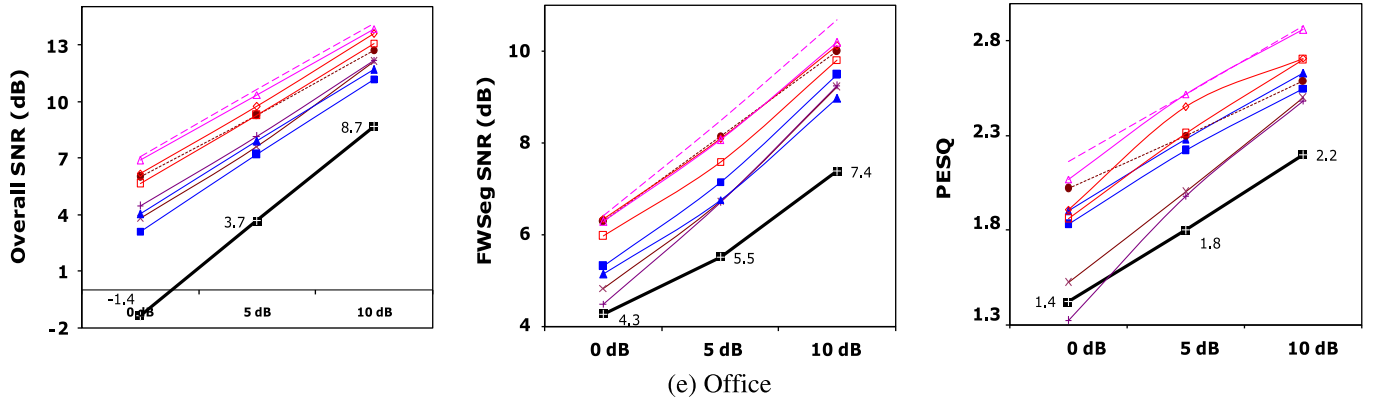 Overall SNR (dB)
13
10
7
4
1
-2
-1.4
3.7
8.7
0 dB
5 dB
10 dB
FWSeg SNR (dB)
10
8
6
4
4.3
5.5
7.4
0 dB
5 dB
10 dB
PESQ
2.8
2.3
1.8
1.3
1.4
1.8
2.2
0 dB
5 dB
10 dB
(e) Office